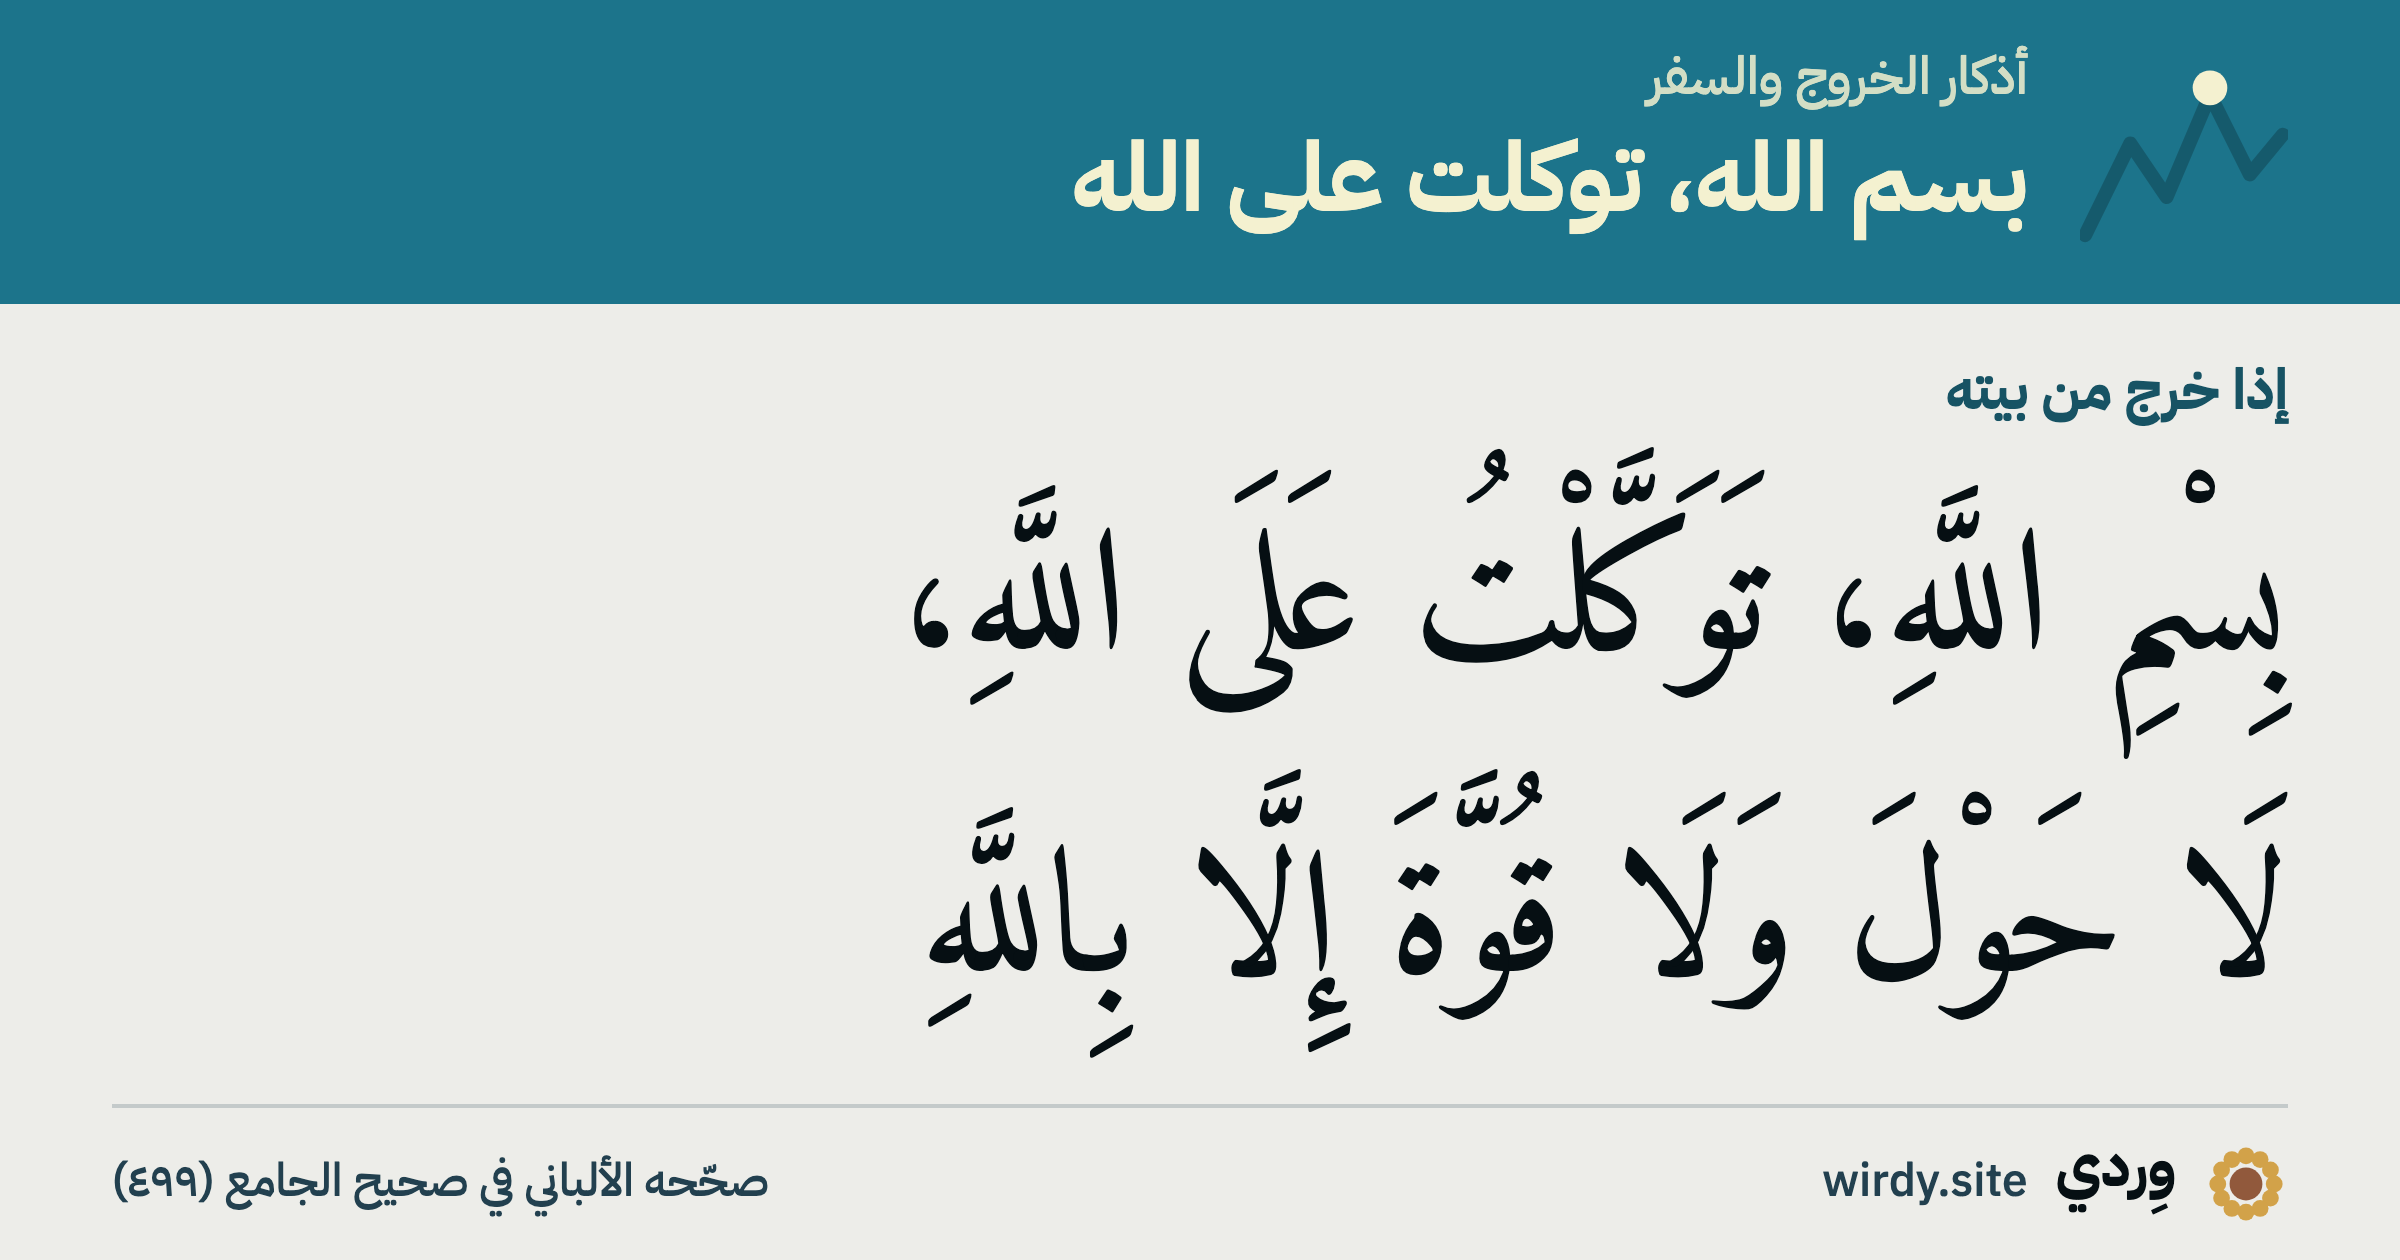 أذكار الخروج والسفر
بسم الله، توكلت على الله
إذا خرج من بيته
بِسْمِ اللَّهِ، تَوَكَّلْتُ عَلَى اللَّهِ،
لَا حَوْلَ وَلَا قُوَّةَ إِلَّا بِاللَّهِ
وِردي wirdy.site
صحّحه الألباني في صحيح الجامع (٤٩٩)